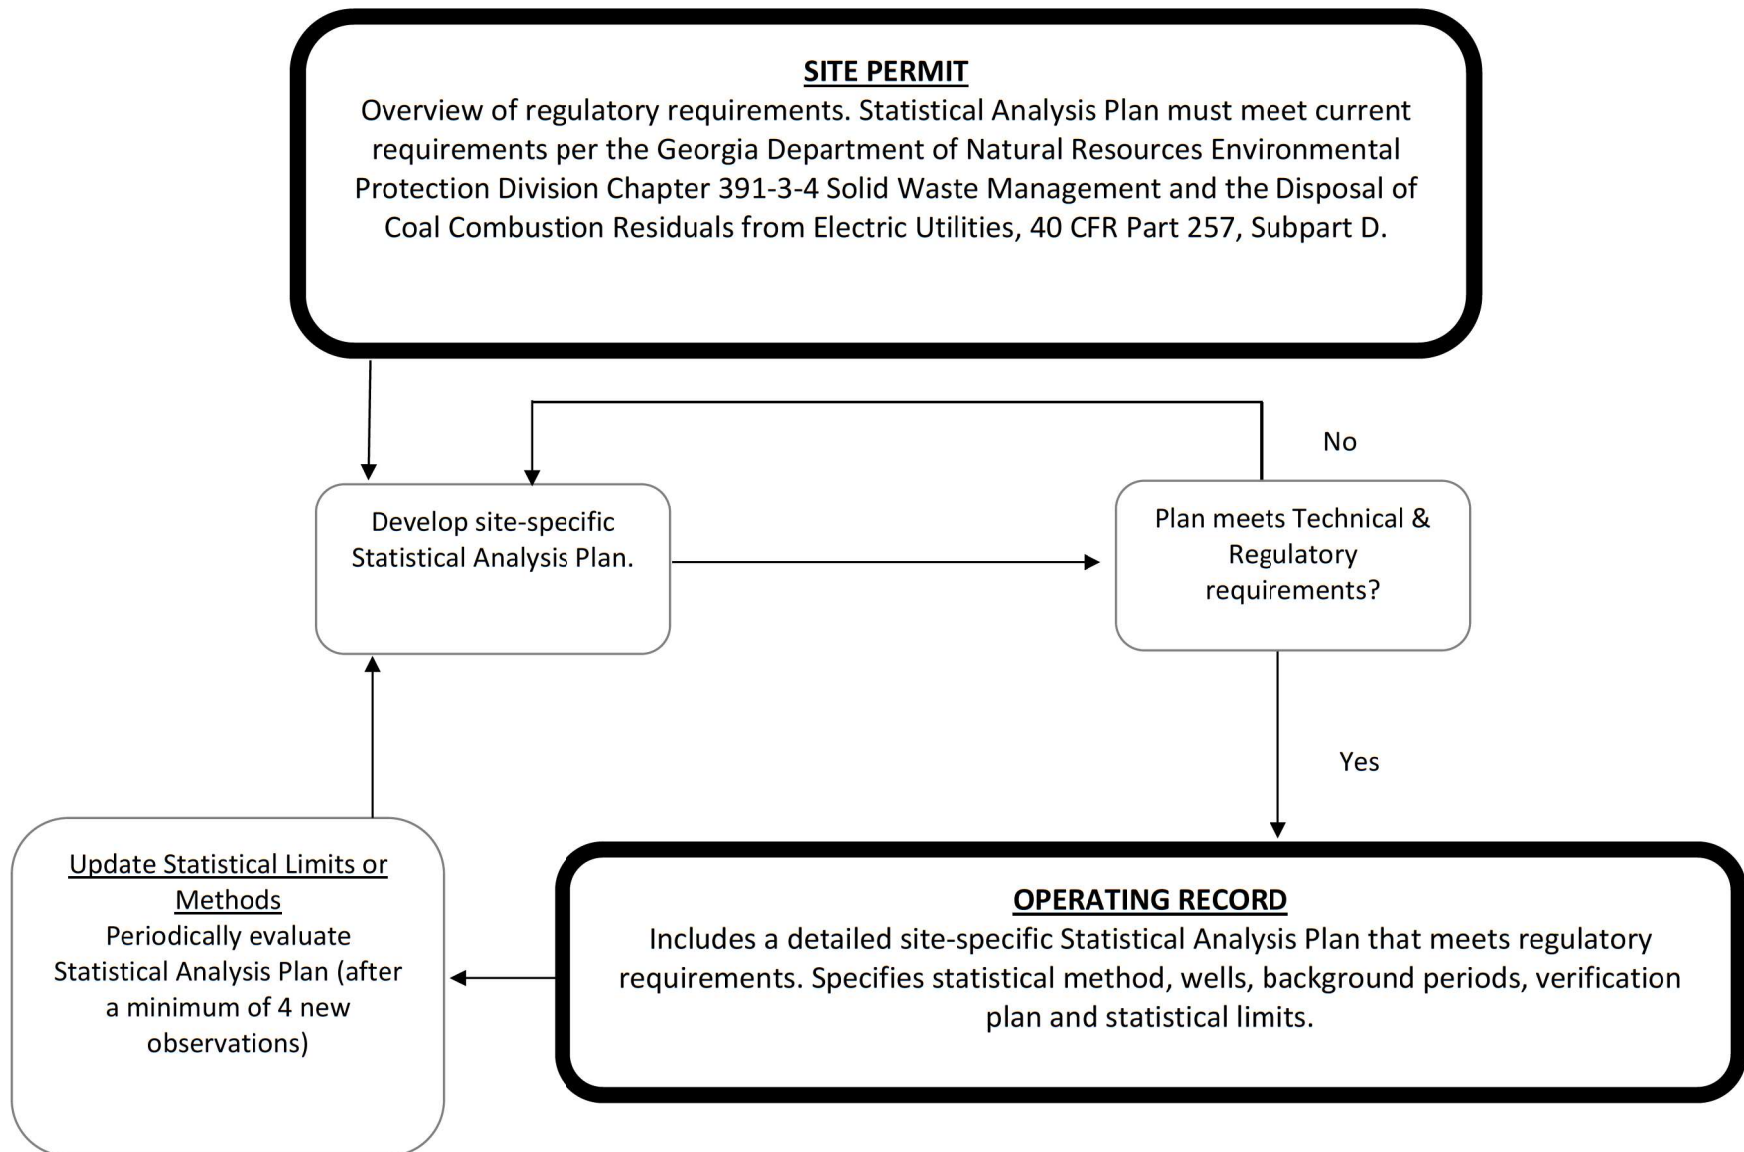 SITE PERMIT
Overview of regulatory requirements. Statistical Analysis Plan must meet current
requirements per the Georgia Department of Natural Resources Environmental
Protection Division Chapter 391-3-4 Solid Waste Management and the Disposal of
Coal Combustion Residuals from Electric Utilities, 40 CFR Part 257, Subpart D.
No
Develop site-specific
Statistical Analysis Plan.
Plan meets Technical &
Regulatory
requirements?
Yes
Update Statistical Limits or
Methods
Periodically evaluate
Statistical Analysis Plan (after
a minimum of 4 new
observations)
OPERATING RECORD
Includes a detailed site-specific Statistical Analysis Plan that meets regulatory
requirements. Specifies statistical method, wells, background periods, verification
plan and statistical limits.